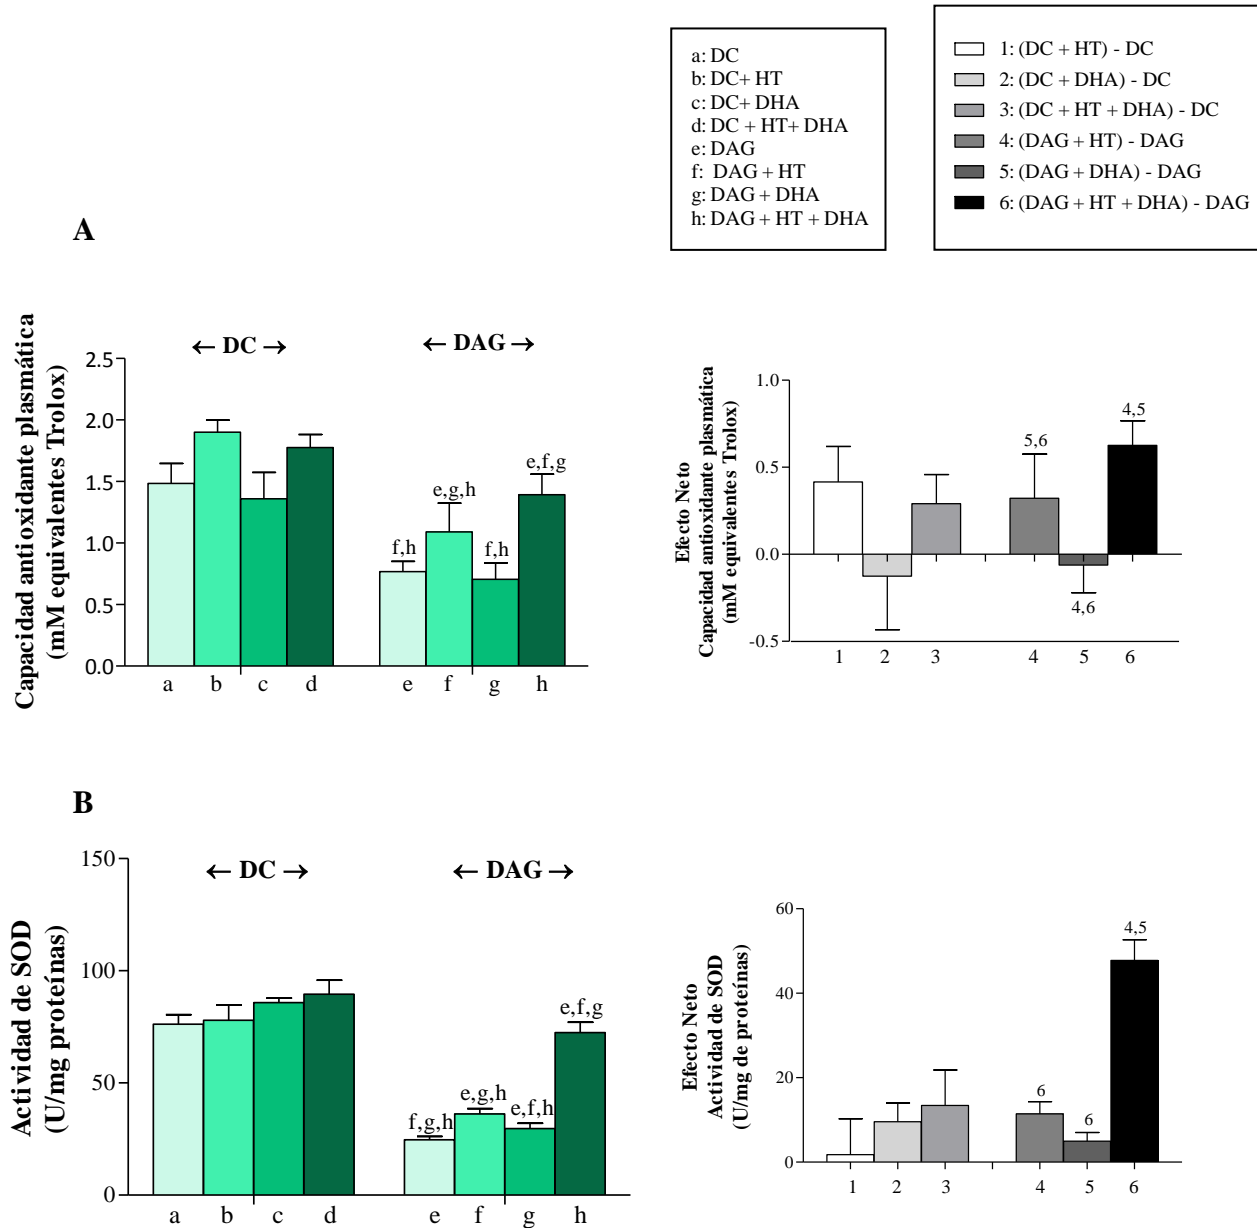 a: DC
b: DC+ HT
c: DC+ DHA
d: DC + HT+ DHA
e: DAG
f: DAG + HT
g: DAG + DHA
h: DAG + HT + DHA
1: (DC + HT) - DC
2: (DC + DHA) - DC
3: (DC + HT + DHA) - DC
4: (DAG + HT) - DAG
5: (DAG + DHA) - DAG
6: (DAG + HT + DHA) - DAG
A
Capacidad antioxidante plasmática
(mM equivalentes Trolox)
← DC →
← DAG →
2.5
2.0
1.5
1.0
0.5
0.0
f,h
e,g,h
f,h
e,f,g
a b c d e f g h
Efecto Neto
Capacidad antioxidante plasmática
(mM equivalentes Trolox)
1.0
0.5
0.0
-0.5
5,6
4,6
4,5
1 2 3 4 5 6
B
Actividad de SOD
(U/mg proteínas)
← DC →
← DAG →
150
100
50
0
f,g,h
e,g,h
e,f,h
e,f,g
a b c d e f g h
Efecto Neto
Actividad de SOD
(U/mg de proteínas)
60
40
20
0
6
6
4,5
1 2 3 4 5 6